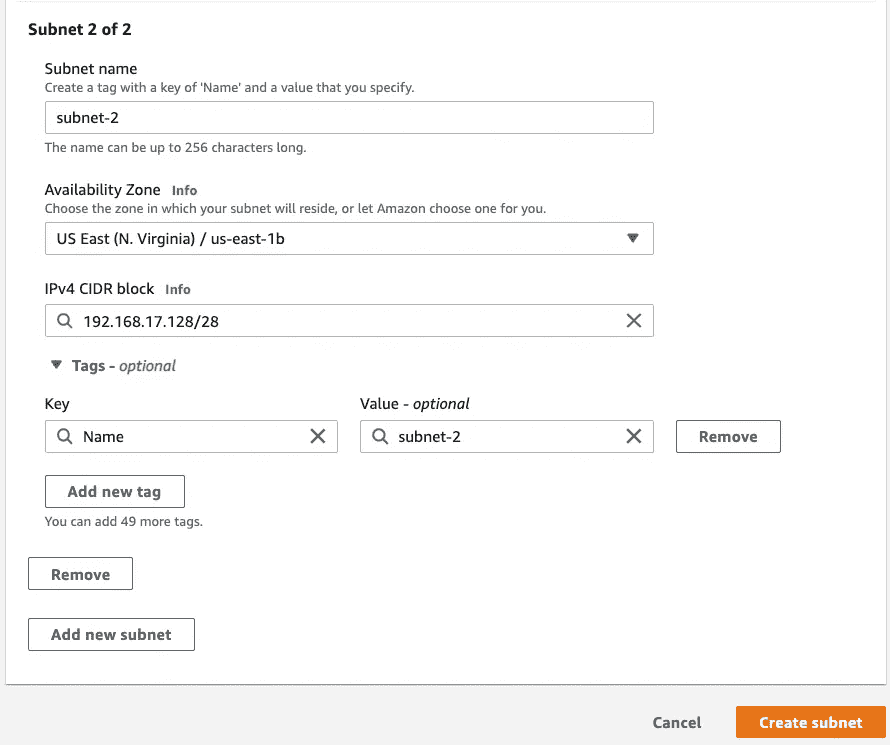 Subnet 2 of 2
Subnet name
Create a tag with a key of 'Name' and a value that you specify.
subnet-2
The name can be up to 256 characters long.
Availability Zone Info
Choose the zone in which your subnet will reside, or let Amazon choose one for you.
US East (N. Virginia) / us-east-1b
IPv4 CIDR block Info
192.168.17.128/28
Tags - optional
Key Value - optional
Name subnet-2 Remove
Add new tag
You can add 49 more tags.
Remove
Add new subnet
Cancel Create subnet